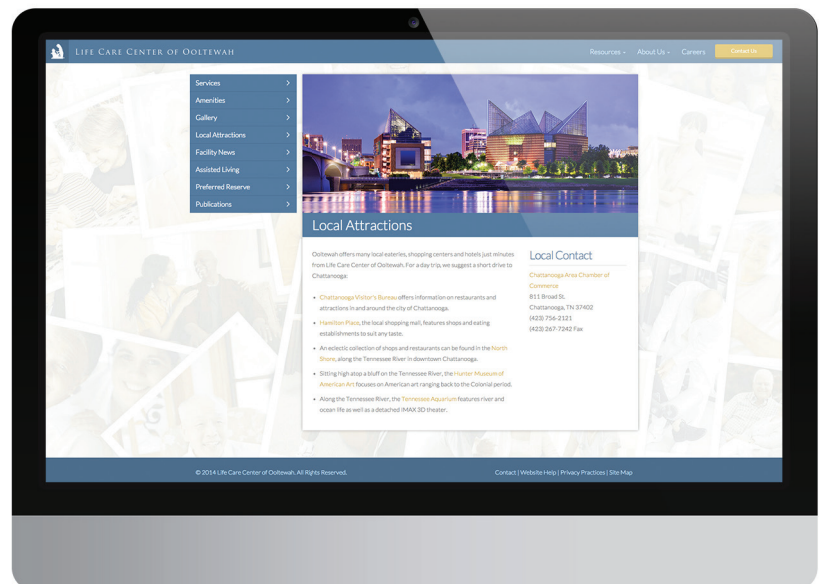 LIFE CARE CENTER OF OOLTEWAH
Resources
About Us
Careers
Contact Us
Services
Amenities
Gallery
Local Attractions
Facility News
Assisted Living
Preferred Reserve
Publications
Local Attractions
Ooltewah offers many local eateries, shopping centers and hotels just minutes
from Life Care Center of Ooltewah. For a day trip, we suggest a short drive to
Chattanooga:
• Chattanooga Visitor's Bureau offers information on restaurants and
attractions in and around the city of Chattanooga.
• Hamilton Place, the local shopping mall, features shops and eating
establishments to suit any taste.
• An eclectic collection of shops and restaurants can be found in the North
Shore, along the Tennessee River in downtown Chattanooga.
• Sitting high atop a bluff on the Tennessee River, the Hunter Museum of
American Art focuses on American art ranging back to the Colonial period.
• Along the Tennessee River, the Tennessee Aquarium features river and
ocean life as well as a detached IMAX 3D theater.
Local Contact
Chattanooga Area Chamber of
Commerce
811 Broad St.
Chattanooga, TN 37402
(423) 756-2121
(423) 267-7242 Fax
© 2014 Life Care Center of Ooltewah. All Rights Reserved.
Contact | Website Help | Privacy Practices | Site Map